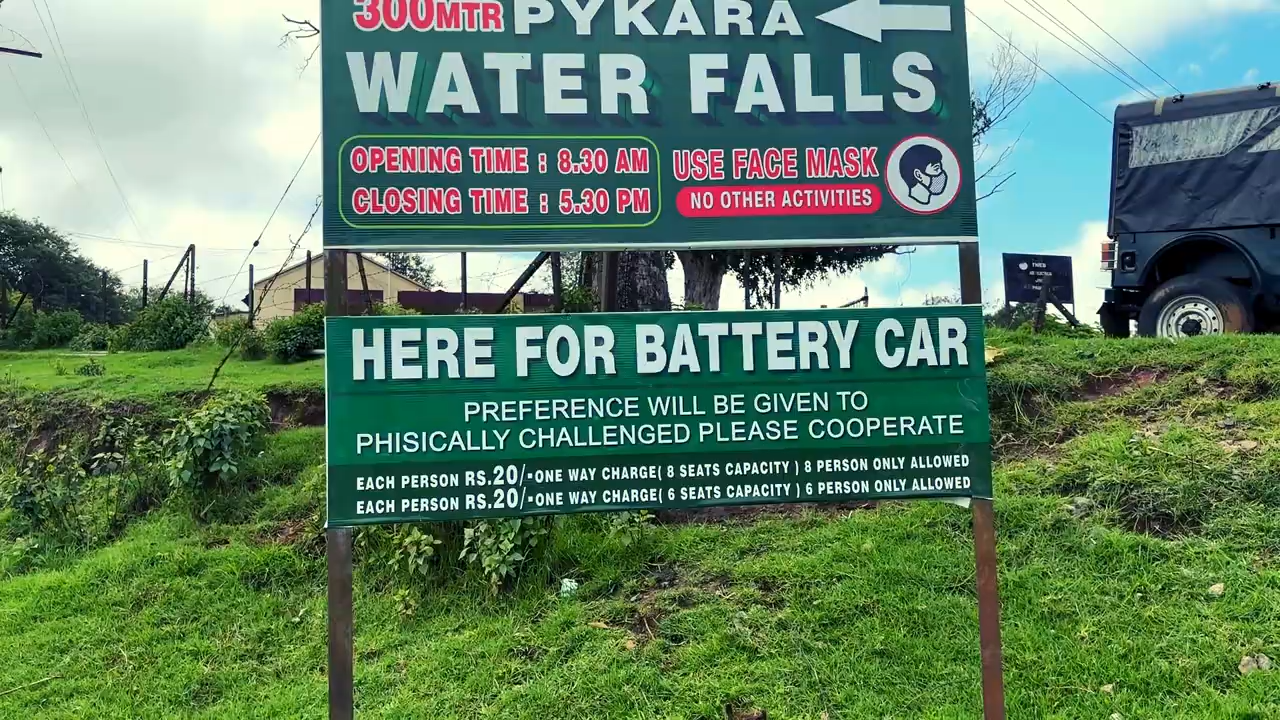 300MTR PYKARA
WATER FALLS
OPENING TIME : 8.30 AM
CLOSING TIME : 5.30 PM
USE FACE MASK
NO OTHER ACTIVITIES
HERE FOR BATTERY CAR
PREFERENCE WILL BE GIVEN TO
PHISICALLY CHALLENGED PLEASE COOPERATE
EACH PERSON RS.20/-ONE WAY CHARGE( 8 SEATS CAPACITY ) 8 PERSON ONLY ALLOWED
EACH PERSON RS.20/-ONE WAY CHARGE( 6 SEATS CAPACITY ) 6 PERSON ONLY ALLOWED